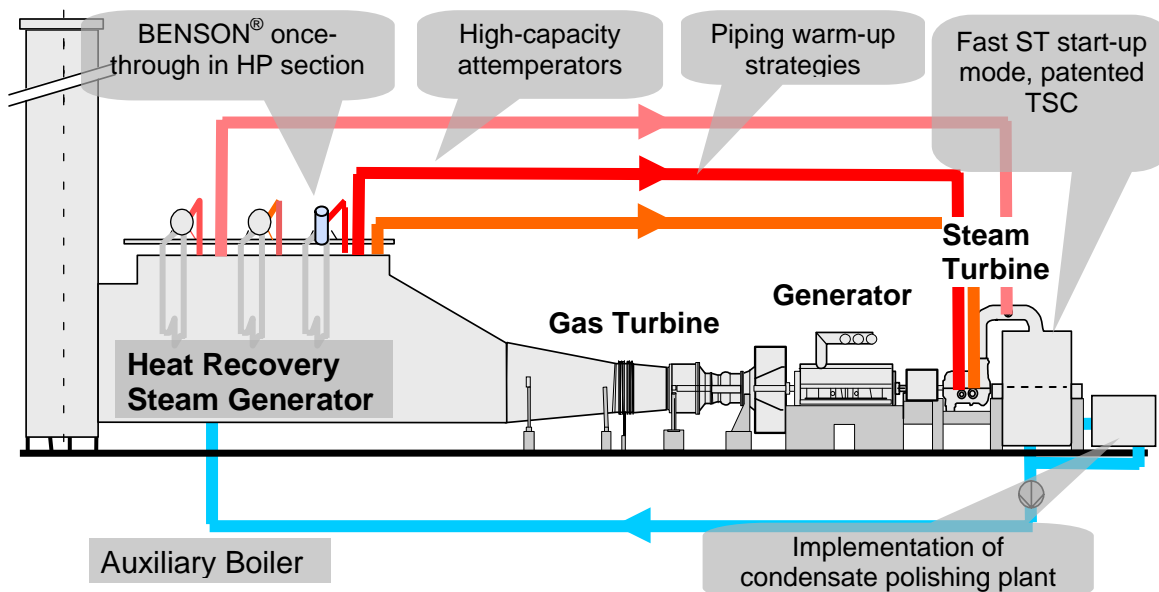 BENSON® once-
through in HP section
High-capacity
attemperators
Piping warm-up
strategies
Fast ST start-up
mode, patented
TSC
Steam
Turbine
Generator
Gas Turbine
Heat Recovery
Steam Generator
Auxiliary Boiler
Implementation of
condensate polishing plant